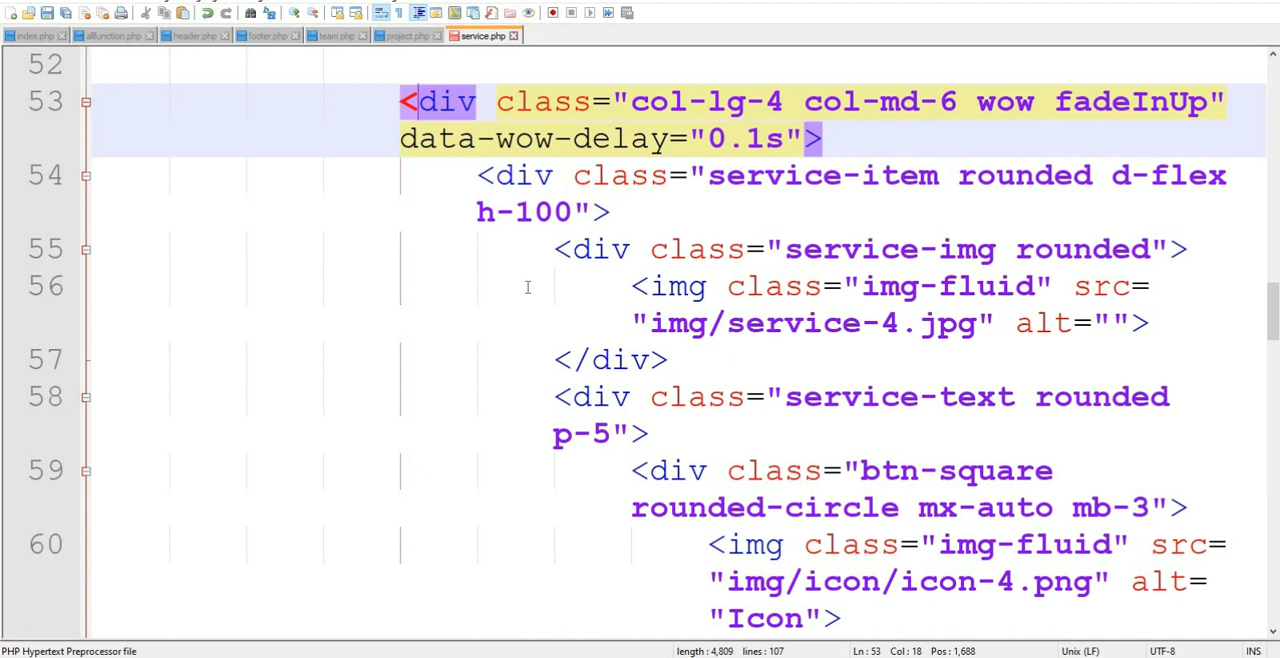 index.php allfunction.php header.php footer.php team.php project.php service.php
52
53 <div class="col-lg-4 col-md-6 wow fadeInUp"
data-wow-delay="0.1s">
54 <div class="service-item rounded d-flex
h-100">
55 <div class="service-img rounded">
56 <img class="img-fluid" src=
"img/service-4.jpg" alt="">
57 </div>
58 <div class="service-text rounded
p-5">
59 <div class="btn-square
rounded-circle mx-auto mb-3">
60 <img class="img-fluid" src=
"img/icon/icon-4.png" alt=
"Icon">
PHP Hypertext Preprocessor file length : 4,809 lines : 107 Ln : 53 Col : 18 Pos : 1,688 Unix (LF) UTF-8 INS